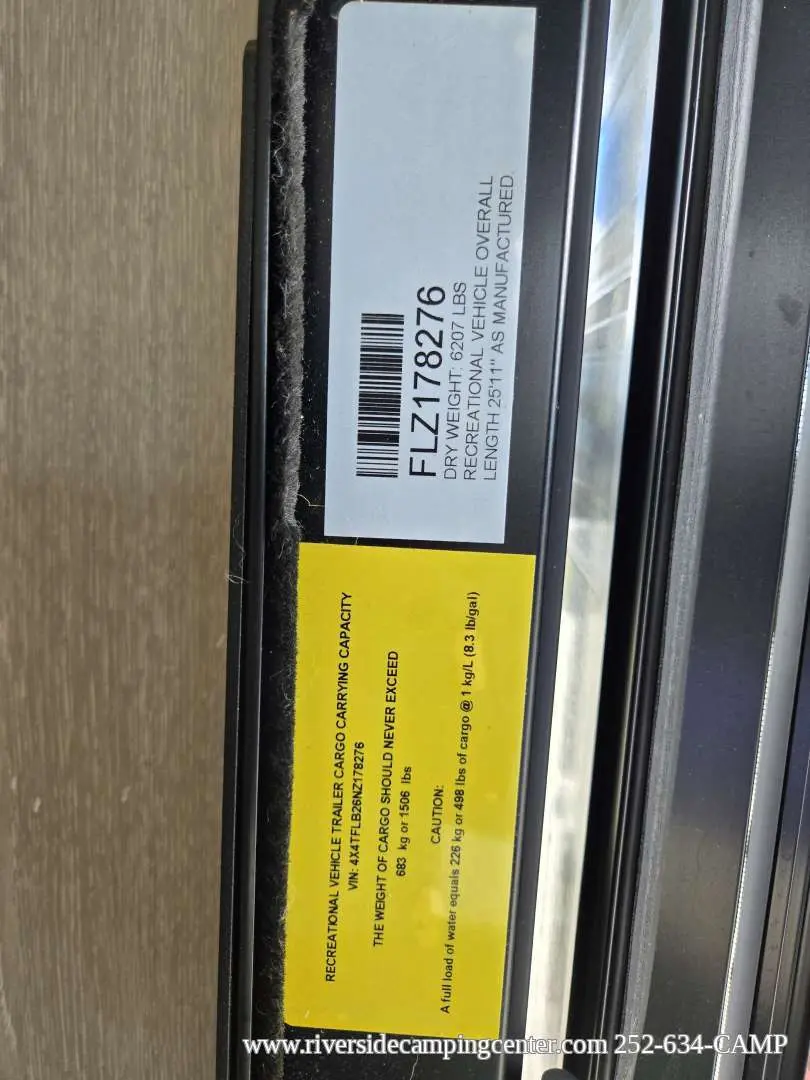 FLZ178276
DRY WEIGHT: 6207 LBS
RECREATIONAL VEHICLE OVERALL
LENGTH 25'11" AS MANUFACTURED.
RECREATIONAL VEHICLE TRAILER CARGO CARRYING CAPACITY
VIN: 4X4TFLB26NZ178276
THE WEIGHT OF CARGO SHOULD NEVER EXCEED
683 kg or 1506 lbs
CAUTION:
A full load of water equals 226 kg or 498 lbs of cargo @ 1 kg/L (8.3 lb/gal)
www.riversidecampingcenter.com 252-634-CAMP